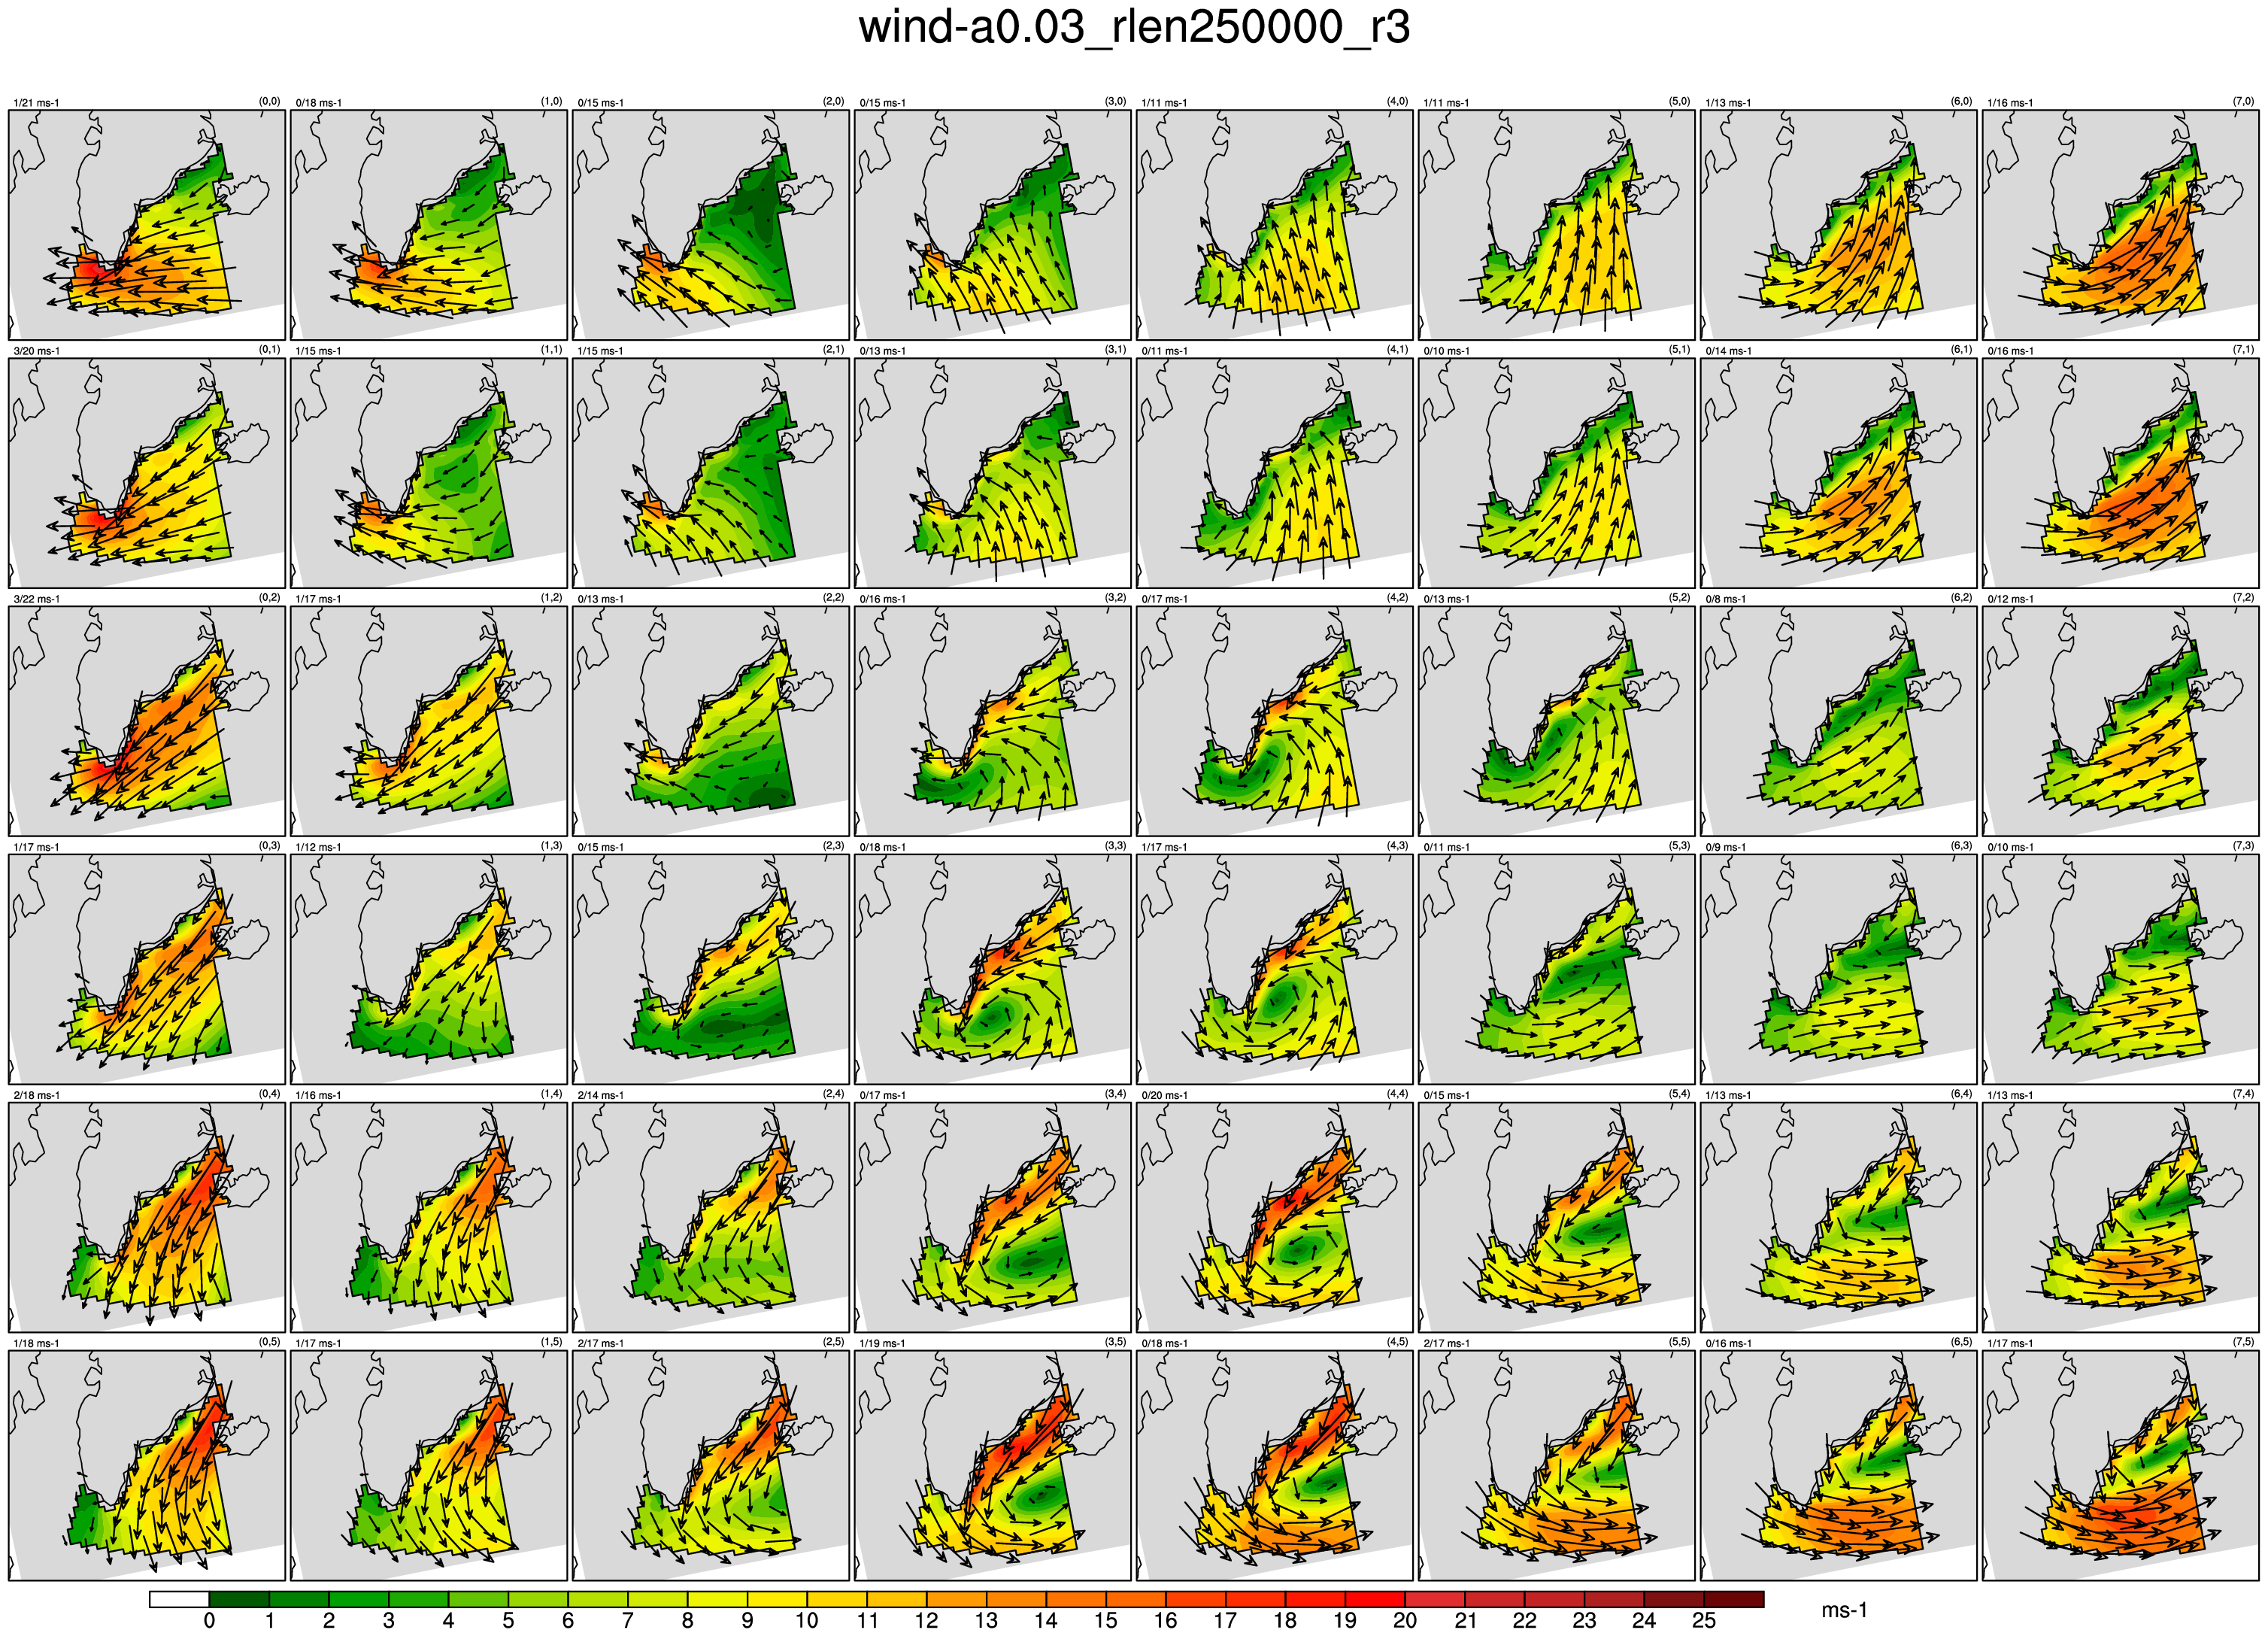 wind-a0.03_rlen250000_r3
1/21 ms-1 (0,0) 0/18 ms-1 (1,0) 0/15 ms-1 (2,0) 0/15 ms-1 (3,0) 1/11 ms-1 (4,0) 1/11 ms-1 (5,0) 1/13 ms-1 (6,0) 1/16 ms-1 (7,0)
3/20 ms-1 (0,1) 1/15 ms-1 (1,1) 1/15 ms-1 (2,1) 0/13 ms-1 (3,1) 0/11 ms-1 (4,1) 0/10 ms-1 (5,1) 0/14 ms-1 (6,1) 0/16 ms-1 (7,1)
3/22 ms-1 (0,2) 1/17 ms-1 (1,2) 0/13 ms-1 (2,2) 0/16 ms-1 (3,2) 0/17 ms-1 (4,2) 0/13 ms-1 (5,2) 0/8 ms-1 (6,2) 0/12 ms-1 (7,2)
1/17 ms-1 (0,3) 1/12 ms-1 (1,3) 0/15 ms-1 (2,3) 0/18 ms-1 (3,3) 1/17 ms-1 (4,3) 0/11 ms-1 (5,3) 0/9 ms-1 (6,3) 0/10 ms-1 (7,3)
2/18 ms-1 (0,4) 1/16 ms-1 (1,4) 2/14 ms-1 (2,4) 0/17 ms-1 (3,4) 0/20 ms-1 (4,4) 0/15 ms-1 (5,4) 1/13 ms-1 (6,4) 1/13 ms-1 (7,4)
1/18 ms-1 (0,5) 1/17 ms-1 (1,5) 2/17 ms-1 (2,5) 1/19 ms-1 (3,5) 0/18 ms-1 (4,5) 2/17 ms-1 (5,5) 0/16 ms-1 (6,5) 1/17 ms-1 (7,5)
0 1 2 3 4 5 6 7 8 9 10 11 12 13 14 15 16 17 18 19 20 21 22 23 24 25 ms-1